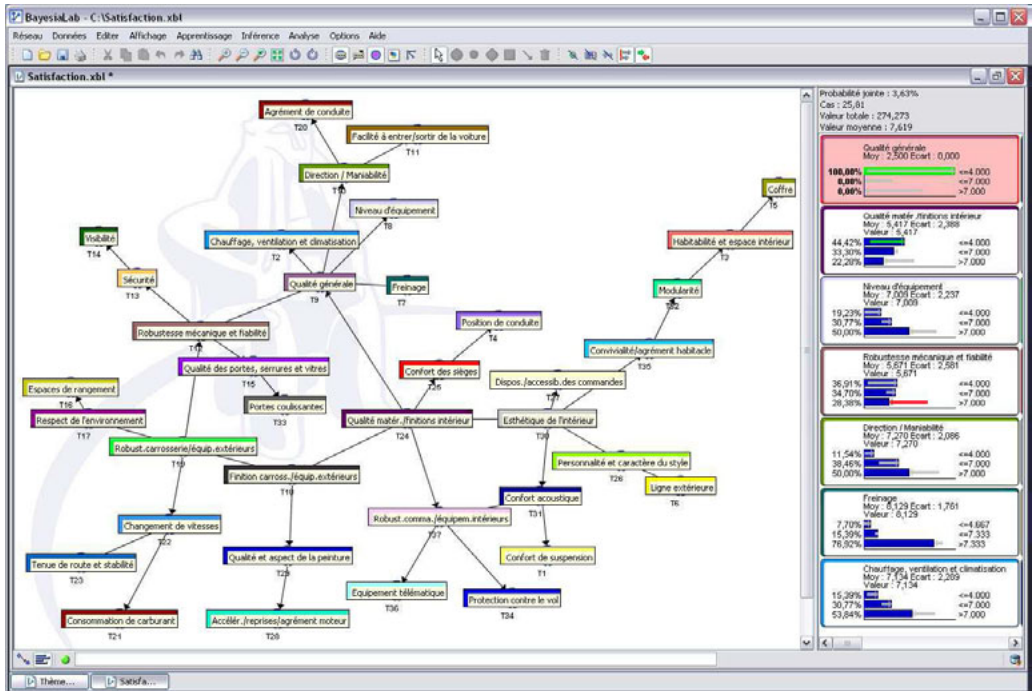 BayesiaLab - C:\Satisfaction.xbl
Réseau Données Editer Affichage Apprentissage Inférence Analyse Options Aide
Satisfaction.xbl *
Agrément de conduite
T20
Facilité à entrer/sortir de la voiture
T11
Direction / Maniabilité
Niveau d'équipement
T8
Coffre
T5
Visibilité
T14
Chauffage, ventilation et climatisation
T2
Habitabilité et espace intérieur
T3
Sécurité
T13
Qualité générale
T9
Freinage
T7
Modularité
Robustesse mécanique et fiabilité
Position de conduite
T4
Convivialité/agrément habitacle
T35
Qualité des portes, serrures et vitres
T15
Confort des sièges
T25
Dispos./accessib.des commandes
Espaces de rangement
T16
Portes coulissantes
T33
Respect de l'environnement
T17
Qualité matér./finitions intérieur
T24
Esthétique de l'intérieur
T30
Robust.carrosserie/équip.extérieurs
T19
Finition carross./équip.extérieurs
T10
Personnalité et caractère du style
T26
Ligne extérieure
T6
Confort acoustique
T31
Changement de vitesses
T22
Robust.comma./équipem.intérieurs
T37
Tenue de route et stabilité
T23
Qualité et aspect de la peinture
T29
Confort de suspension
T1
Equipement télématique
T36
Protection contre le vol
T34
Consommation de carburant
T21
Accélér./reprises/agrément moteur
T28
Probabilité jointe : 3,63%
Cas : 25,81
Valeur totale : 274,273
Valeur moyenne : 7,619
Qualité générale
Moy : 2,500 Ecart : 0,000
100,00% <=4.000
0,00% <=7.000
0,00% >7.000
Qualité matér./finitions intérieur
Moy : 5,417 Ecart : 2,388
Valeur : 5,417
44,42% <=4.000
33,30% <=7.000
22,28% >7.000
Niveau d'équipement
Moy : 7,009 Ecart : 2,237
Valeur : 7,009
19,23% <=4.000
30,77% <=7.000
50,00% >7.000
Robustesse mécanique et fiabilité
Moy : 5,671 Ecart : 2,581
Valeur : 5,671
36,91% <=4.000
34,70% <=7.000
28,38% >7.000
Direction / Maniabilité
Moy : 7,270 Ecart : 2,086
Valeur : 7,270
11,54% <=4.000
38,46% <=7.000
50,00% >7.000
Freinage
Moy : 8,129 Ecart : 1,761
Valeur : 8,129
7,70% <=4.667
15,39% <=7.333
76,92% >7.333
Chauffage, ventilation et climatisation
Moy : 7,134 Ecart : 2,209
Valeur : 7,134
15,39% <=4.000
30,77% <=7.000
53,84% >7.000
Thème... Satisfa...